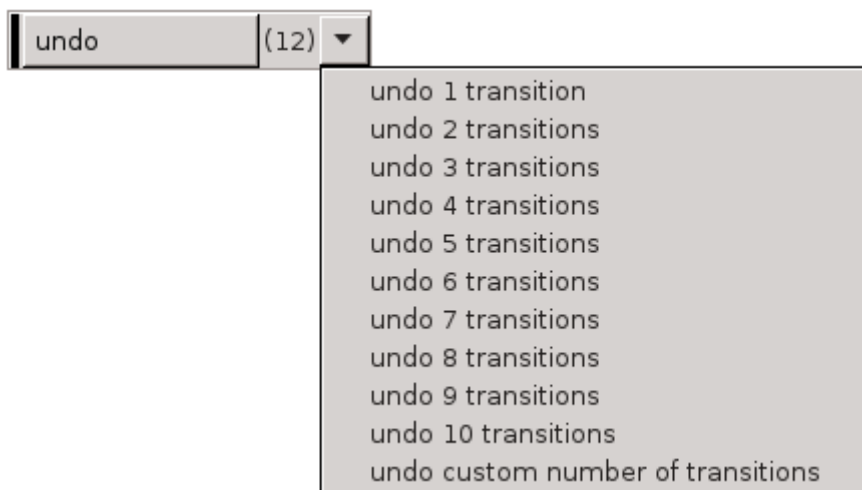 undo (12)
undo 1 transition
undo 2 transitions
undo 3 transitions
undo 4 transitions
undo 5 transitions
undo 6 transitions
undo 7 transitions
undo 8 transitions
undo 9 transitions
undo 10 transitions
undo custom number of transitions